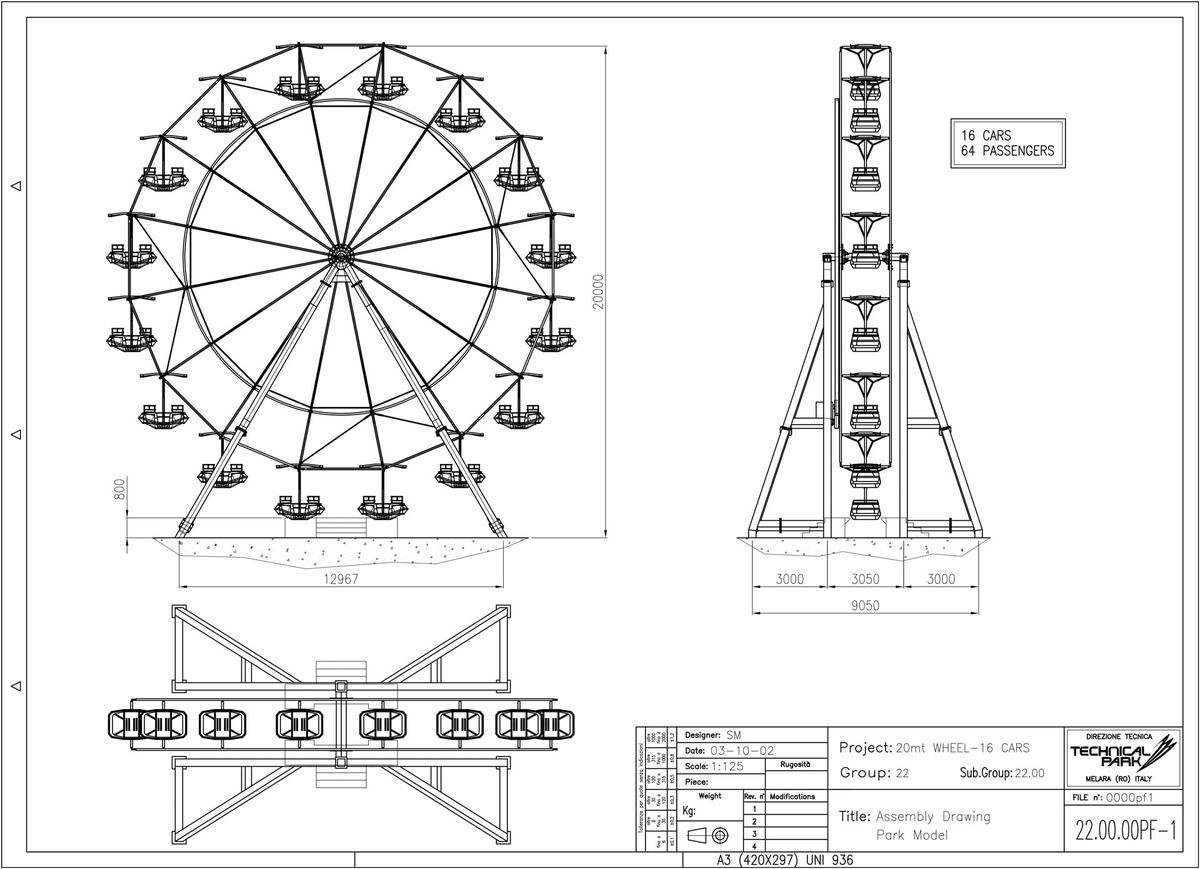 16 CARS
64 PASSENGERS
20000
800
12967
3000
3050
3000
9050
Designer: SM
Date: 03-10-02
Scale: 1:125
Rugosità
Piece:
Weight
Kg:
Rev. n°
Modifications
1
2
3
4
Project: 20mt WHEEL-16 CARS
Group: 22
Sub.Group: 22.00
Title: Assembly Drawing
Park Model
DIREZIONE TECNICA
TECHNICAL
PARK
MELARA (RO) ITALY
FILE n°: 0000pf1
22.00.00PF-1
A3 (420X297) UNI 936